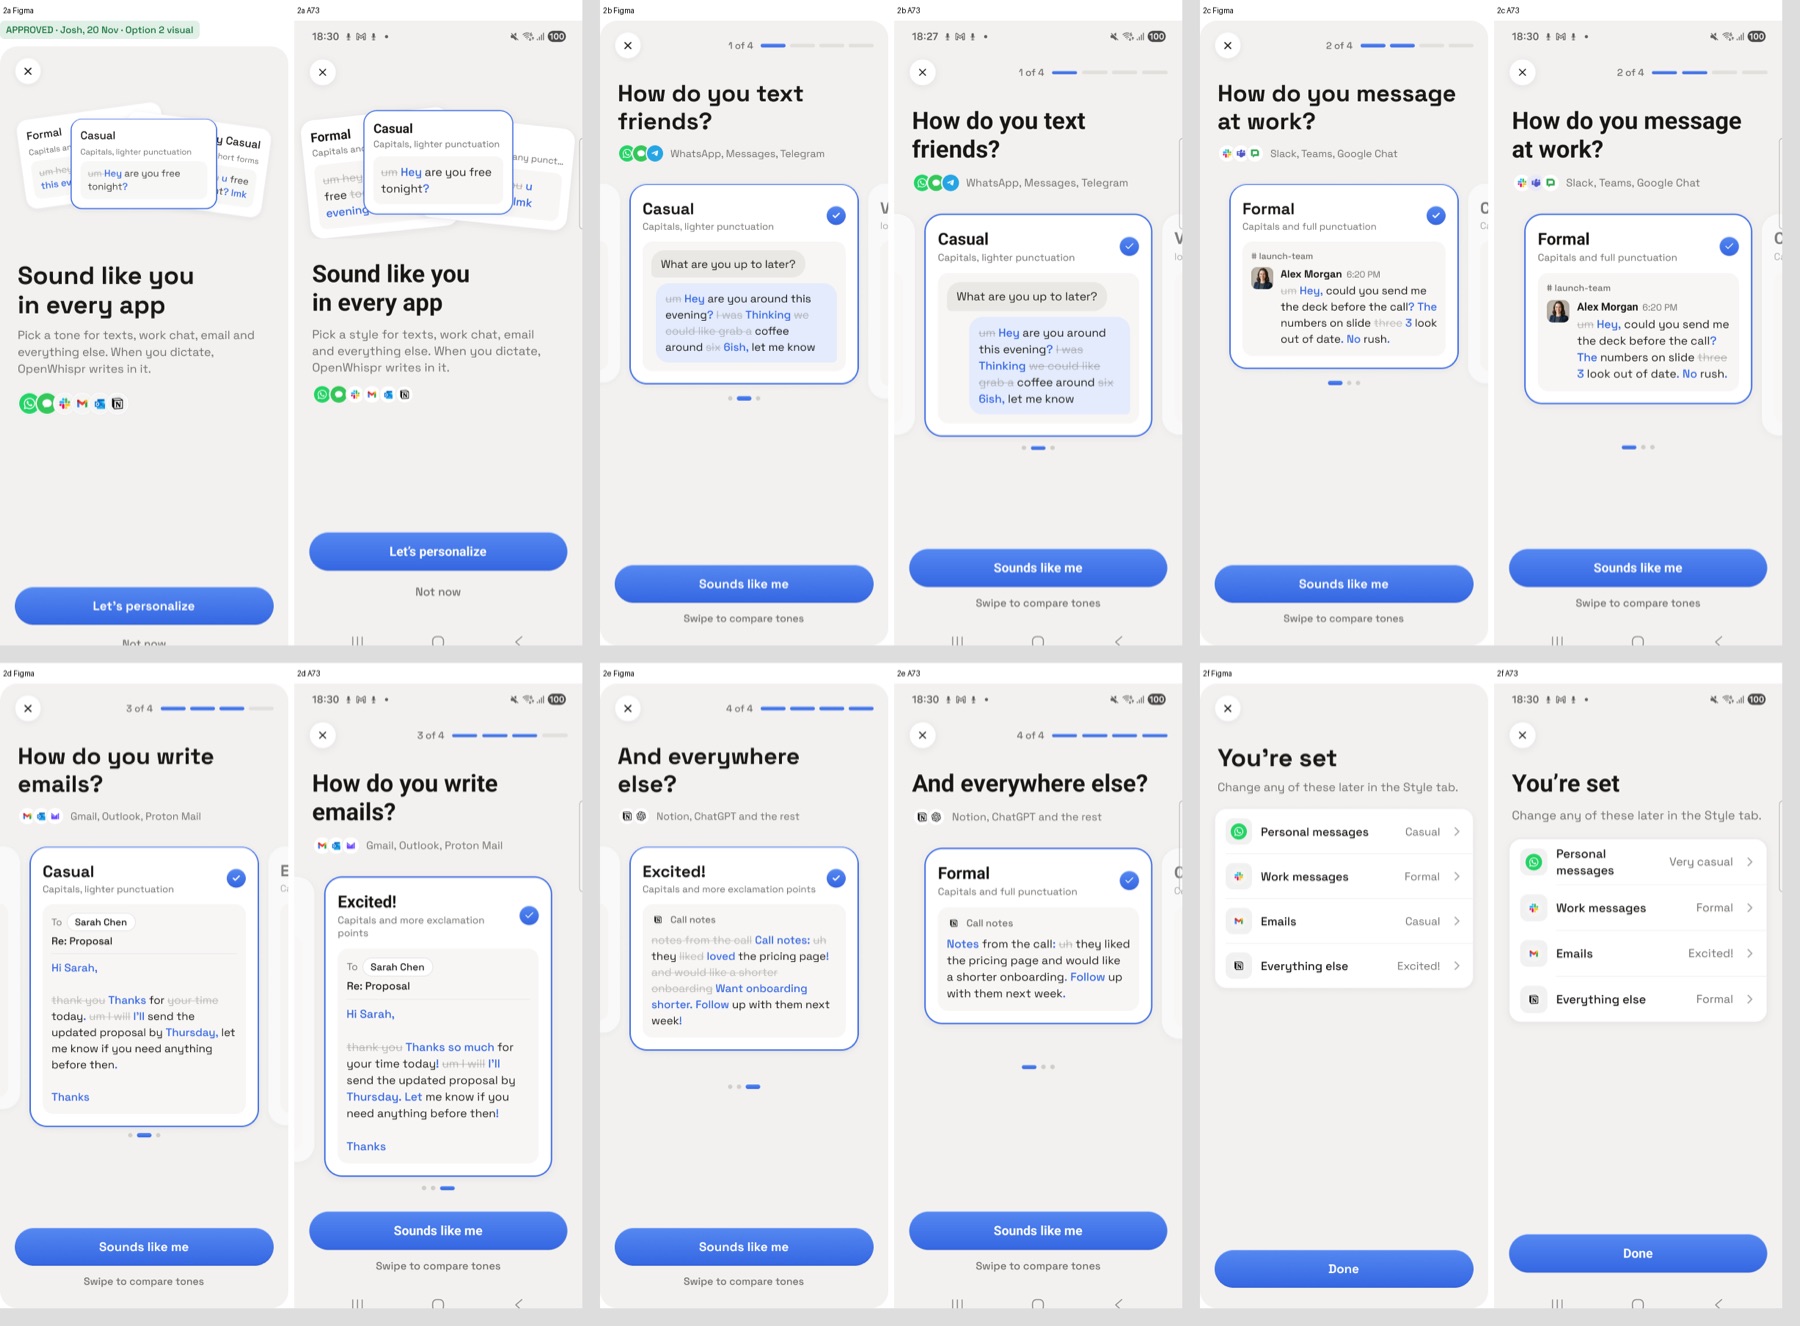 2a Figma
APPROVED · Josh, 20 Nov · Option 2 visual
Formal
Capitals an
um hey
this ev
Casual
Capitals, lighter punctuation
um Hey are you free
tonight?
y Casual
hort forms
u free
t? lmk
Sound like you
in every app
Pick a tone for texts, work chat, email and
everything else. When you dictate,
OpenWhispr writes in it.
Let's personalize
Not now
2a A73
18:30
100
Formal
Capitals and
um hey
free to
evening
Casual
Capitals, lighter punctuation
um Hey are you free
tonight?
any punct...
u
lmk
Sound like you
in every app
Pick a style for texts, work chat, email
and everything else. When you dictate,
OpenWhispr writes in it.
Let's personalize
Not now
2b Figma
1 of 4
How do you text
friends?
WhatsApp, Messages, Telegram
Casual
Capitals, lighter punctuation
What are you up to later?
um Hey are you around this
evening? I was Thinking we
could like grab a coffee
around six 6ish, let me know
V
lo
Sounds like me
Swipe to compare tones
2b A73
18:27
100
1 of 4
How do you text
friends?
WhatsApp, Messages, Telegram
Casual
Capitals, lighter punctuation
What are you up to later?
um Hey are you around
this evening? I was
Thinking we could like
grab a coffee around six
6ish, let me know
V
lo
Sounds like me
Swipe to compare tones
2c Figma
2 of 4
How do you message
at work?
Slack, Teams, Google Chat
Formal
Capitals and full punctuation
# launch-team
Alex Morgan 6:20 PM
um Hey, could you send me
the deck before the call? The
numbers on slide three 3 look
out of date. No rush.
C
Ca
Sounds like me
Swipe to compare tones
2c A73
18:30
100
2 of 4
How do you message
at work?
Slack, Teams, Google Chat
Formal
Capitals and full punctuation
# launch-team
Alex Morgan 6:20 PM
um Hey, could you send me
the deck before the call?
The numbers on slide three
3 look out of date. No rush.
C
Ca
Sounds like me
Swipe to compare tones
2d Figma
3 of 4
How do you write
emails?
Gmail, Outlook, Proton Mail
Casual
Capitals, lighter punctuation
To Sarah Chen
Re: Proposal
Hi Sarah,
thank you Thanks for your time
today. um I will I'll send the
updated proposal by Thursday, let
me know if you need anything
before then.
Thanks
E
Ca
Sounds like me
Swipe to compare tones
2d A73
18:30
100
3 of 4
How do you write
emails?
Gmail, Outlook, Proton Mail
Excited!
Capitals and more exclamation
points
To Sarah Chen
Re: Proposal
Hi Sarah,
thank you Thanks so much for
your time today! um I will I'll
send the updated proposal by
Thursday. Let me know if you
need anything before then!
Thanks
Sounds like me
Swipe to compare tones
2e Figma
4 of 4
And everywhere
else?
Notion, ChatGPT and the rest
Excited!
Capitals and more exclamation points
Call notes
notes from the call Call notes: uh
they liked loved the pricing page!
and would like a shorter
onboarding Want onboarding
shorter. Follow up with them next
week!
Sounds like me
Swipe to compare tones
2e A73
18:30
100
4 of 4
And everywhere else?
Notion, ChatGPT and the rest
Formal
Capitals and full punctuation
Call notes
Notes from the call: uh they liked
the pricing page and would like
a shorter onboarding. Follow up
with them next week.
C
Ca
Sounds like me
Swipe to compare tones
2f Figma
You're set
Change any of these later in the Style tab.
Personal messages Casual
Work messages Formal
Emails Casual
Everything else Excited!
Done
2f A73
18:30
100
You're set
Change any of these later in the Style tab.
Personal
messages Very casual
Work messages Formal
Emails Excited!
Everything else Formal
Done